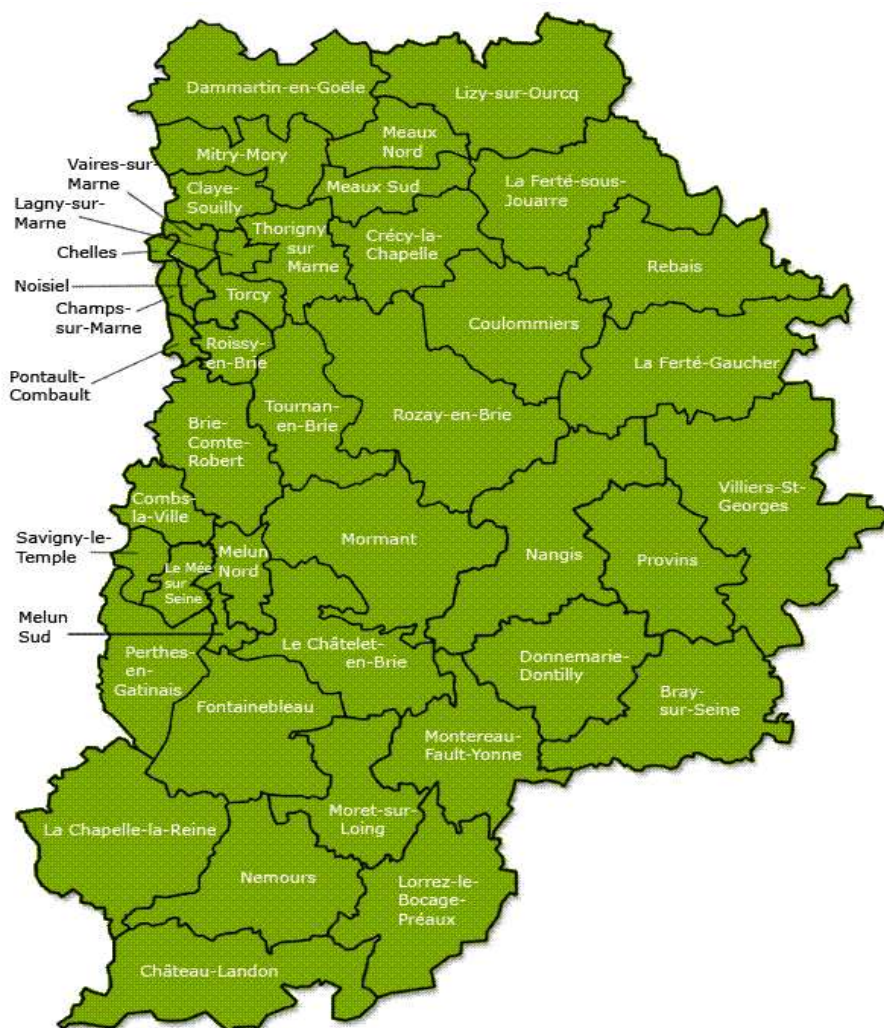 Dammartin-en-Goële
Lizy-sur-Ourcq
Meaux
Nord
Mitry-Mory
Vaires-sur-
Marne
Meaux Sud
La Ferté-sous-
Jouarre
Claye-
Souilly
Lagny-sur-
Marne
Thorigny
sur
Marne
Crécy-la-
Chapelle
Chelles
Rebais
Noisiel
Torcy
Champs-
sur-Marne
Coulommiers
Roissy-
en-Brie
La Ferté-Gaucher
Pontault-
Combault
Tournan-
en-Brie
Rozay-en-Brie
Brie-
Comte-
Robert
Villiers-St-
Georges
Combs-
la-Ville
Savigny-le-
Temple
Melun
Nord
Mormant
Nangis
Provins
Le Mée
sur
Seine
Melun
Sud
Le Châtelet-
en-Brie
Perthes-
en-
Gatinais
Donnemarie-
Dontilly
Bray-
sur-Seine
Fontainebleau
Montereau-
Fault-Yonne
Moret-sur-
Loing
La Chapelle-la-Reine
Nemours
Lorrez-le-
Bocage-
Préaux
Château-Landon